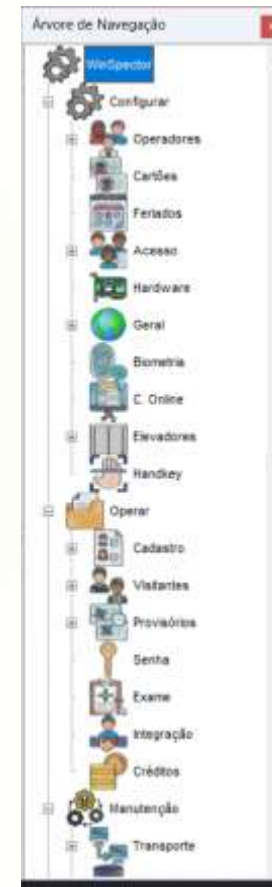 Árvore de Navegação
WinSpector
Configurar
Operadores
Cartões
Feriados
Acesso
Hardware
Geral
Biometria
C. Online
Elevadores
Handkey
Operar
Cadastro
Visitantes
Provisórios
Senha
Exame
Integração
Créditos
Manutenção
Transporte